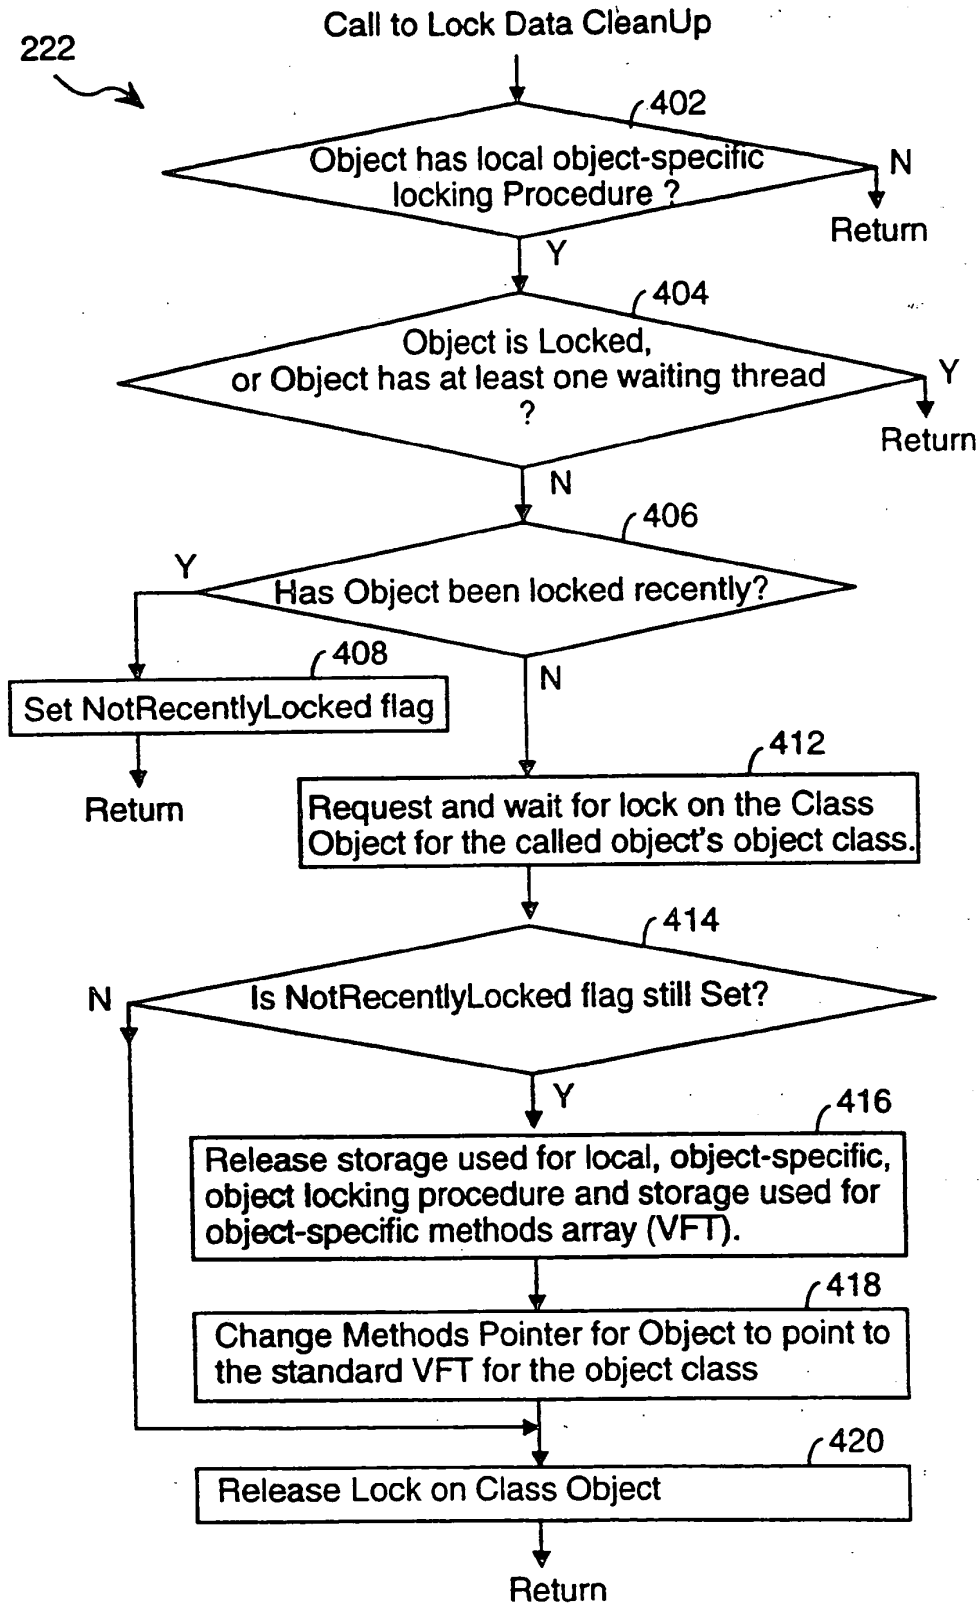 Call to Lock Data CleanUp
222
402
Object has local object-specific
locking Procedure ?
N
Return
Y
404
Object is Locked,
or Object has at least one waiting thread
?
Y
Return
N
406
Y
Has Object been locked recently?
408
N
Set NotRecentlyLocked flag
Return
412
Request and wait for lock on the Class
Object for the called object's object class.
414
N
Is NotRecentlyLocked flag still Set?
Y
416
Release storage used for local, object-specific,
object locking procedure and storage used for
object-specific methods array (VFT).
418
Change Methods Pointer for Object to point to
the standard VFT for the object class
420
Release Lock on Class Object
Return